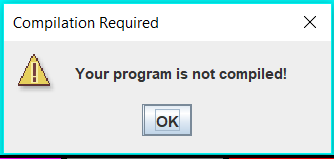 Compilation Required
Your program is not compiled!
OK